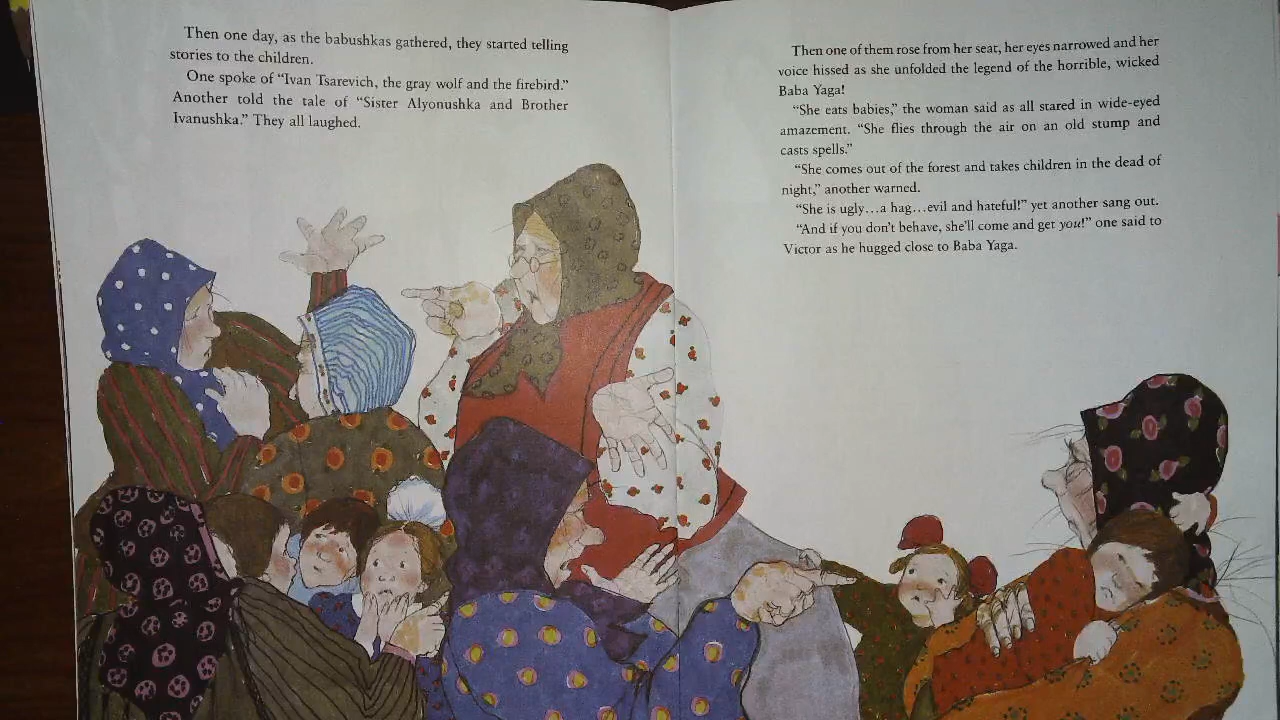 Then one day, as the babushkas gathered, they started telling
stories to the children.
One spoke of “Ivan Tsarevich, the gray wolf and the firebird.”
Another told the tale of “Sister Alyonushka and Brother
Ivanushka.” They all laughed.
Then one of them rose from her seat, her eyes narrowed and her
voice hissed as she unfolded the legend of the horrible, wicked
Baba Yaga!
“She eats babies,” the woman said as all stared in wide-eyed
amazement. “She flies through the air on an old stump and
casts spells.”
“She comes out of the forest and takes children in the dead of
night,” another warned.
“She is ugly...a hag...evil and hateful!” yet another sang out.
“And if you don’t behave, she’ll come and get you!” one said to
Victor as he hugged close to Baba Yaga.